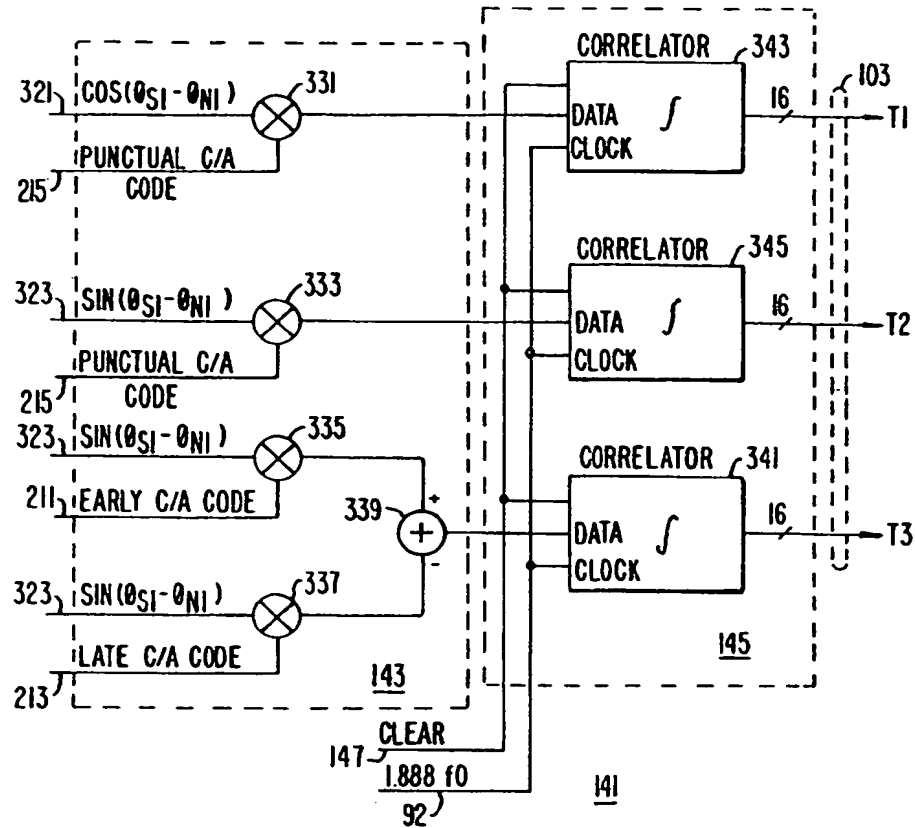 CORRELATOR 343
321 COS(θSI-θNI) 331
16 103
T1
DATA ∫
CLOCK
215 PUNCTUAL C/A
CODE
CORRELATOR 345
323 SIN(θSI-θNI) 333
16
T2
DATA ∫
CLOCK
215 PUNCTUAL C/A
CODE
323 SIN(θSI-θNI) 335
CORRELATOR 341
211 EARLY C/A CODE
339 + + -
16
T3
DATA ∫
CLOCK
323 SIN(θSI-θNI) 337
213 LATE C/A CODE
143
145
CLEAR
147
1.888 f0
92
141